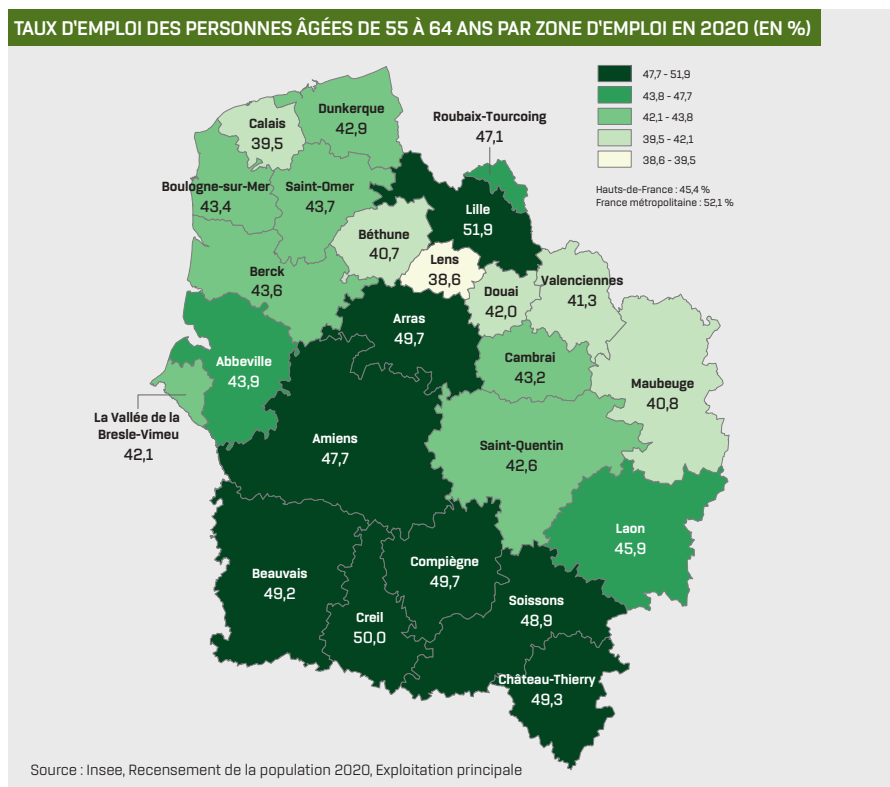 TAUX D'EMPLOI DES PERSONNES ÂGÉES DE 55 À 64 ANS PAR ZONE D'EMPLOI EN 2020 (EN %)
47,7 - 51,9
43,8 - 47,7
42,1 - 43,8
39,5 - 42,1
38,6 - 39,5
Hauts-de-France : 45,4 %
France métropolitaine : 52,1 %
Dunkerque
42,9
Calais
39,5
Roubaix-Tourcoing
47,1
Boulogne-sur-Mer
43,4
Saint-Omer
43,7
Lille
51,9
Béthune
40,7
Lens
38,6
Berck
43,6
Douai
42,0
Valenciennes
41,3
Arras
49,7
Abbeville
43,9
Cambrai
43,2
Maubeuge
40,8
La Vallée de la
Bresle-Vimeu
42,1
Amiens
47,7
Saint-Quentin
42,6
Laon
45,9
Beauvais
49,2
Compiègne
49,7
Creil
50,0
Soissons
48,9
Château-Thierry
49,3
Source : Insee, Recensement de la population 2020, Exploitation principale